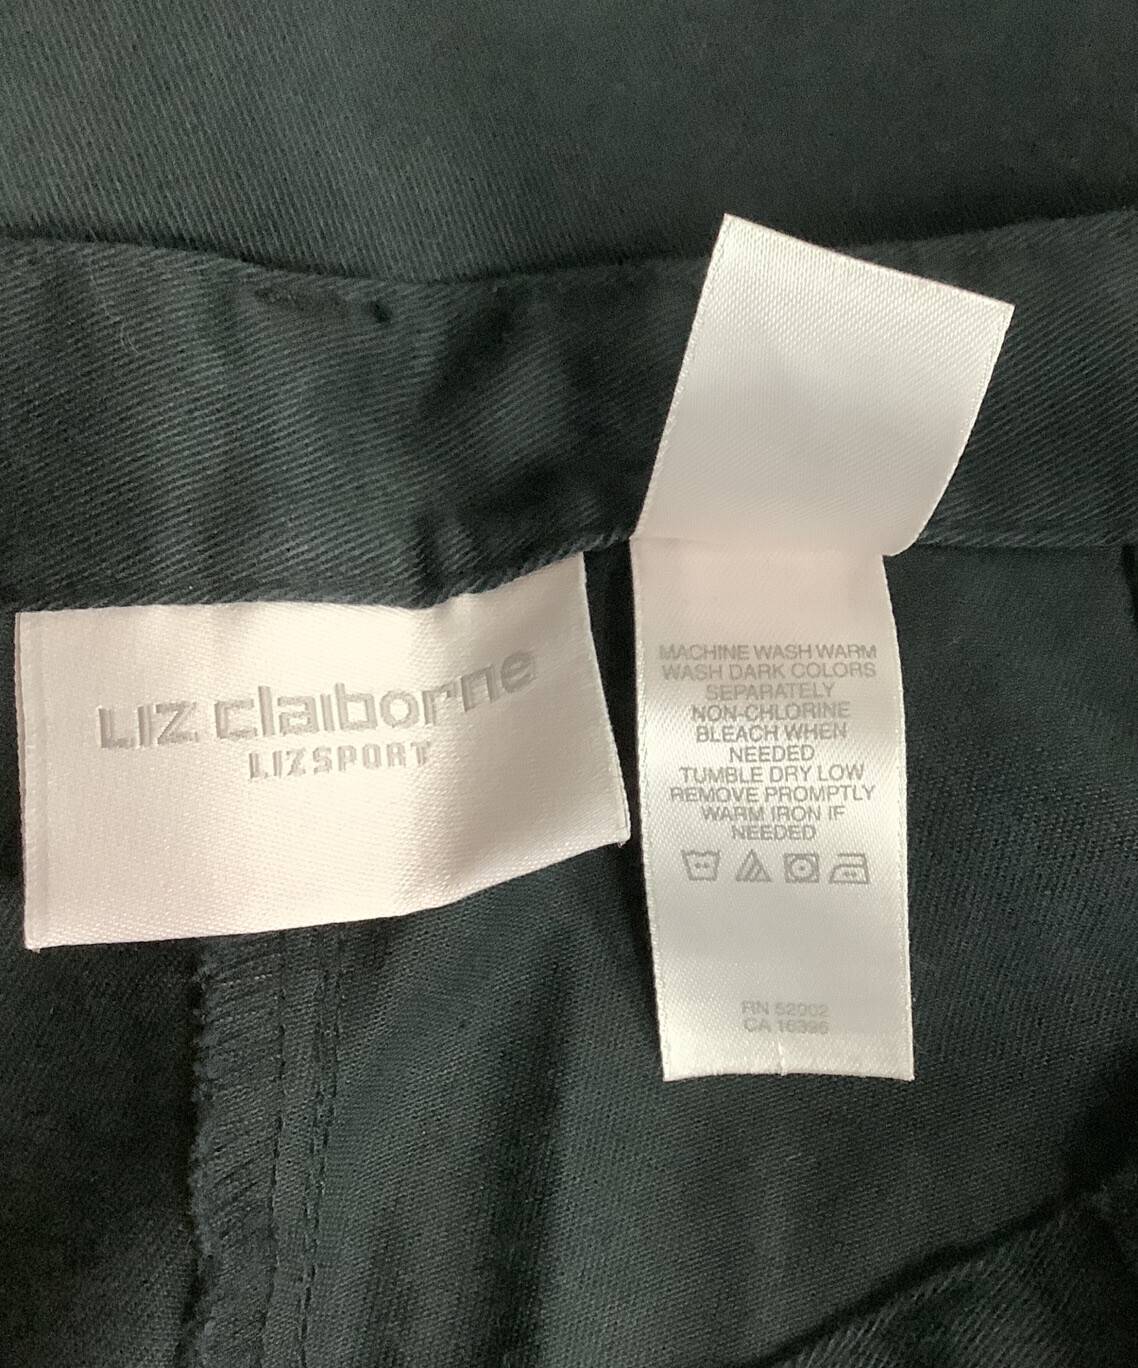 LIZ claiborne
LIZSPORT
MACHINE WASH WARM
WASH DARK COLORS
SEPARATELY
NON-CHLORINE
BLEACH WHEN
NEEDED
TUMBLE DRY LOW
REMOVE PROMPTLY
WARM IRON IF
NEEDED
RN 52002
CA 16396